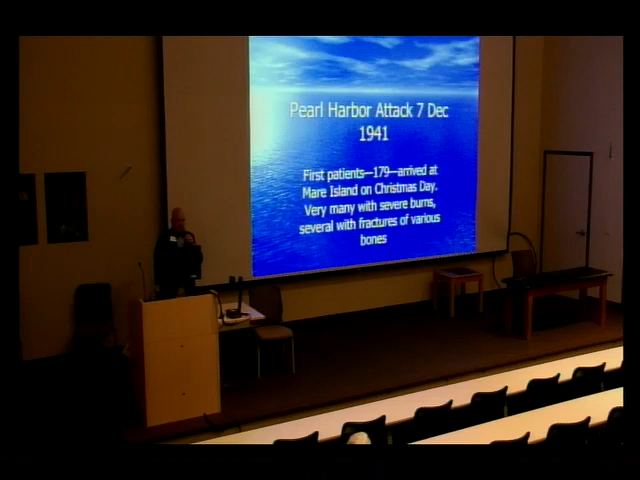 Pearl Harbor Attack 7 Dec
1941
First patients—179—arrived at
Mare Island on Christmas Day.
Very many with severe burns,
several with fractures of various
bones